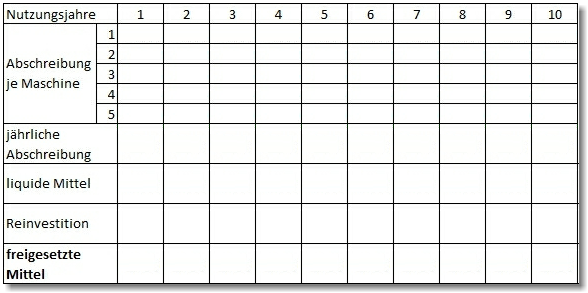 Nutzungsjahre 1 2 3 4 5 6 7 8 9 10
Abschreibung
je Maschine
1
2
3
4
5
jährliche
Abschreibung
liquide Mittel
Reinvestition
freigesetzte
Mittel